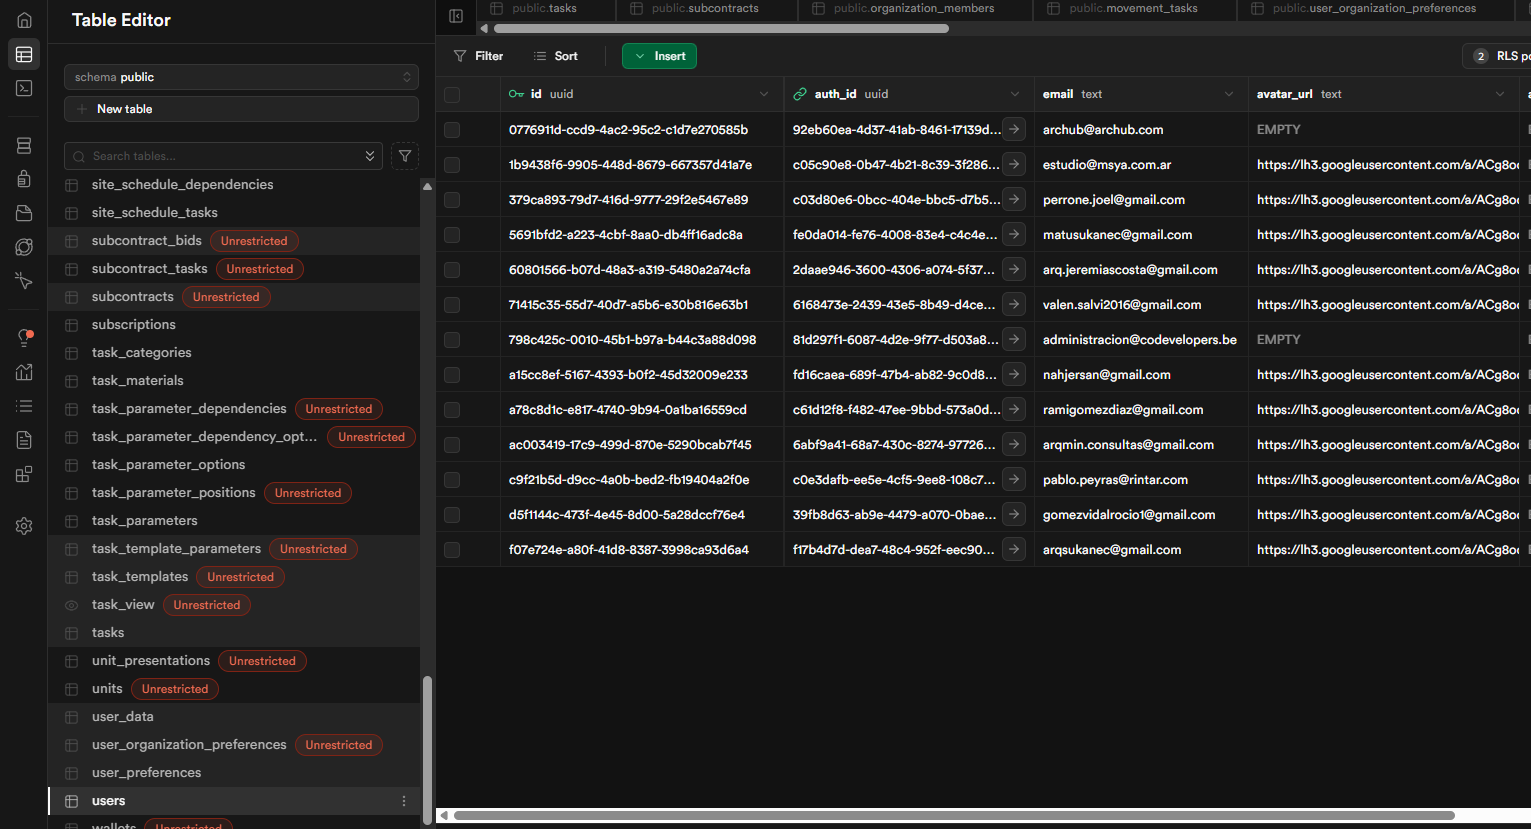 Table Editor
schema public
New table
Search tables...
site_schedule_dependencies
site_schedule_tasks
subcontract_bids Unrestricted
subcontract_tasks Unrestricted
subcontracts Unrestricted
subscriptions
task_categories
task_materials
task_parameter_dependencies Unrestricted
task_parameter_dependency_opt... Unrestricted
task_parameter_options
task_parameter_positions Unrestricted
task_parameters
task_template_parameters Unrestricted
task_templates Unrestricted
task_view Unrestricted
tasks
unit_presentations Unrestricted
units Unrestricted
user_data
user_organization_preferences Unrestricted
user_preferences
users
wallets Unrestricted
public.tasks public.subcontracts public.organization_members public.movement_tasks public.user_organization_preferences
Filter Sort Insert 2 RLS po
id uuid auth_id uuid email text avatar_url text
0776911d-ccd9-4ac2-95c2-c1d7e270585b 92eb60ea-4d37-41ab-8461-17139d... archub@archub.com EMPTY
1b9438f6-9905-448d-8679-667357d41a7e c05c90e8-0b47-4b21-8c39-3f286... estudio@msya.com.ar https://lh3.googleusercontent.com/a/ACg8oc
379ca893-79d7-416d-9777-29f2e5467e89 c03d80e6-0bcc-404e-bbc5-d7b5... perrone.joel@gmail.com https://lh3.googleusercontent.com/a/ACg8oc
5691bfd2-a223-4cbf-8aa0-db4ff16adc8a fe0da014-fe76-4008-83e4-c4c4e... matusukanec@gmail.com https://lh3.googleusercontent.com/a/ACg8oc
60801566-b07d-48a3-a319-5480a2a74cfa 2daae946-3600-4306-a074-5f37... arq.jeremiascosta@gmail.com https://lh3.googleusercontent.com/a/ACg8oc
71415c35-55d7-40d7-a5b6-e30b816e63b1 6168473e-2439-43e5-8b49-d4ce... valen.salvi2016@gmail.com https://lh3.googleusercontent.com/a/ACg8oc
798c425c-0010-45b1-b97a-b44c3a88d098 81d297f1-6087-4d2e-9f77-d503a8... administracion@codevelopers.be EMPTY
a15cc8ef-5167-4393-b0f2-45d32009e233 fd16caea-689f-47b4-ab82-9c0d8... nahjersan@gmail.com https://lh3.googleusercontent.com/a/ACg8oc
a78c8d1c-e817-4740-9b94-0a1ba16559cd c61d12f8-f482-47ee-9bbd-573a0d... ramigomezdiaz@gmail.com https://lh3.googleusercontent.com/a/ACg8oc
ac003419-17c9-499d-870e-5290bcab7f45 6abf9a41-68a7-430c-8274-97726... arqmin.consultas@gmail.com https://lh3.googleusercontent.com/a/ACg8oc
c9f21b5d-d9cc-4a0b-bed2-fb19404a2f0e c0e3dafb-ee5e-4cf5-9ee8-108c7... pablo.peyras@rintar.com https://lh3.googleusercontent.com/a/ACg8oc
d5f1144c-473f-4e45-8d00-5a28dccf76e4 39fb8d63-ab9e-4479-a070-0bae... gomezvidalrocio1@gmail.com https://lh3.googleusercontent.com/a/ACg8oc
f07e724e-a80f-41d8-8387-3998ca93d6a4 f17b4d7d-dea7-48c4-952f-eec90... arqsukanec@gmail.com https://lh3.googleusercontent.com/a/ACg8oc